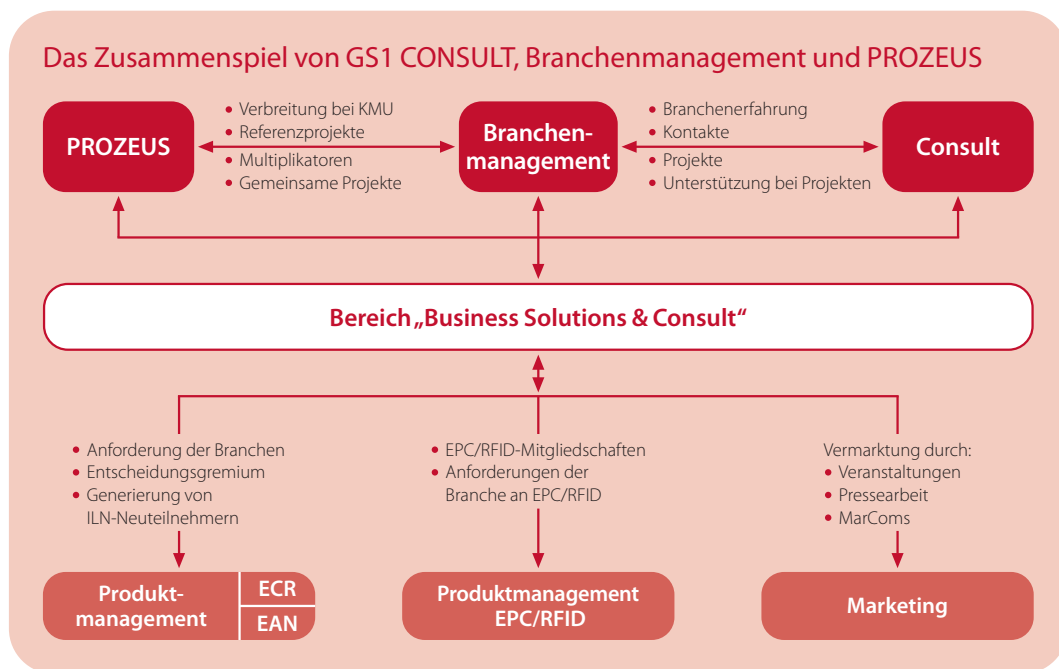 Das Zusammenspiel von GS1 CONSULT, Branchenmanagement und PROZEUS
PROZEUS
• Verbreitung bei KMU
• Referenzprojekte
• Multiplikatoren
• Gemeinsame Projekte
Branchen-
management
• Branchenerfahrung
• Kontakte
• Projekte
• Unterstützung bei Projekten
Consult
Bereich „Business Solutions & Consult“
• Anforderung der Branchen
• Entscheidungsgremium
• Generierung von
ILN-Neuteilnehmern
• EPC/RFID-Mitgliedschaften
• Anforderungen der
Branche an EPC/RFID
Vermarktung durch:
• Veranstaltungen
• Pressearbeit
• MarComs
Produkt-
management
ECR
EAN
Produktmanagement
EPC/RFID
Marketing